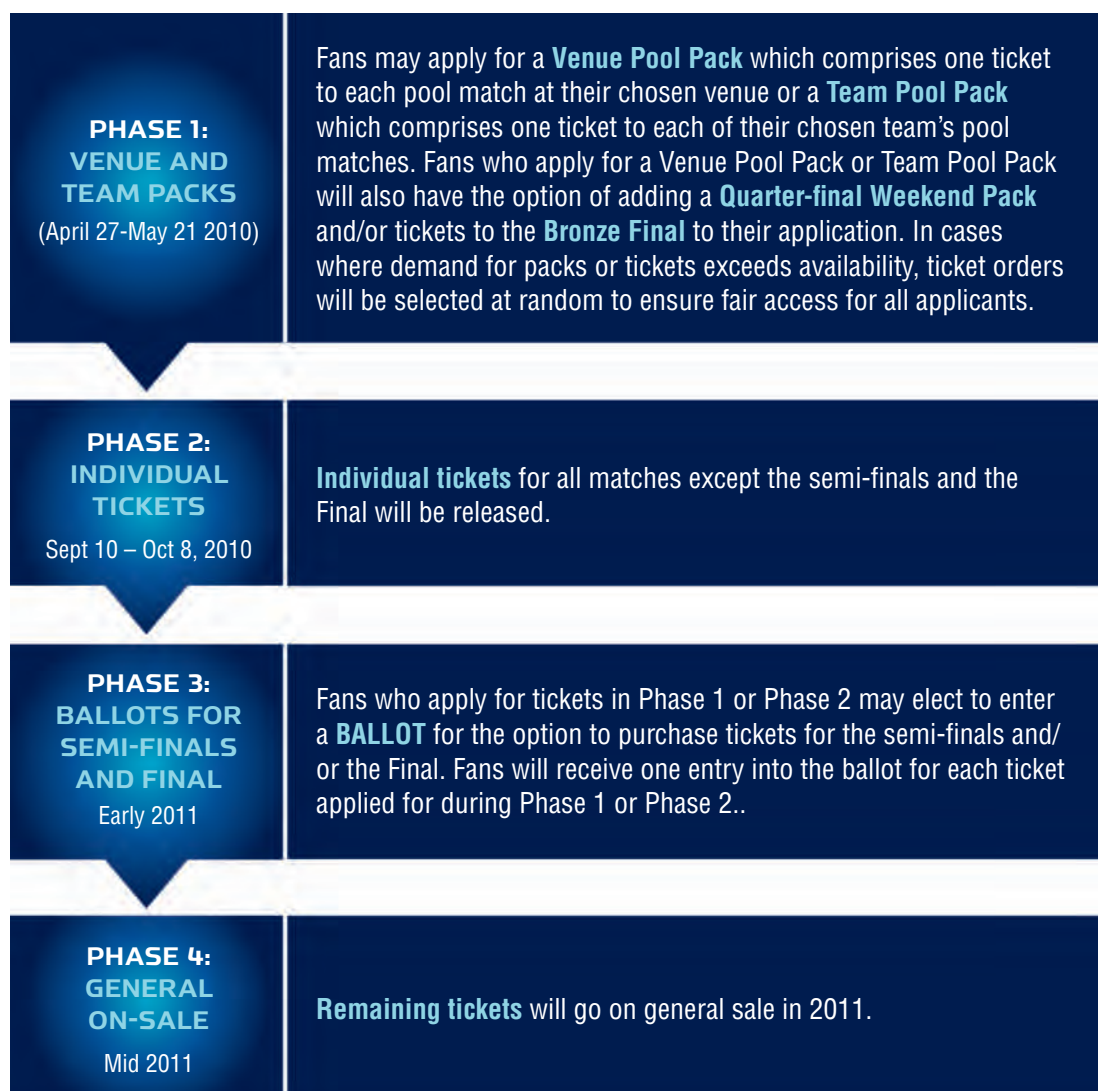 PHASE 1:
VENUE AND
TEAM PACKS
(April 27-May 21 2010)
Fans may apply for a Venue Pool Pack which comprises one ticket
to each pool match at their chosen venue or a Team Pool Pack
which comprises one ticket to each of their chosen team's pool
matches. Fans who apply for a Venue Pool Pack or Team Pool Pack
will also have the option of adding a Quarter-final Weekend Pack
and/or tickets to the Bronze Final to their application. In cases
where demand for packs or tickets exceeds availability, ticket orders
will be selected at random to ensure fair access for all applicants.
PHASE 2:
INDIVIDUAL
TICKETS
Sept 10 – Oct 8, 2010
Individual tickets for all matches except the semi-finals and the
Final will be released.
PHASE 3:
BALLOTS FOR
SEMI-FINALS
AND FINAL
Early 2011
Fans who apply for tickets in Phase 1 or Phase 2 may elect to enter
a BALLOT for the option to purchase tickets for the semi-finals and/
or the Final. Fans will receive one entry into the ballot for each ticket
applied for during Phase 1 or Phase 2..
PHASE 4:
GENERAL
ON-SALE
Mid 2011
Remaining tickets will go on general sale in 2011.